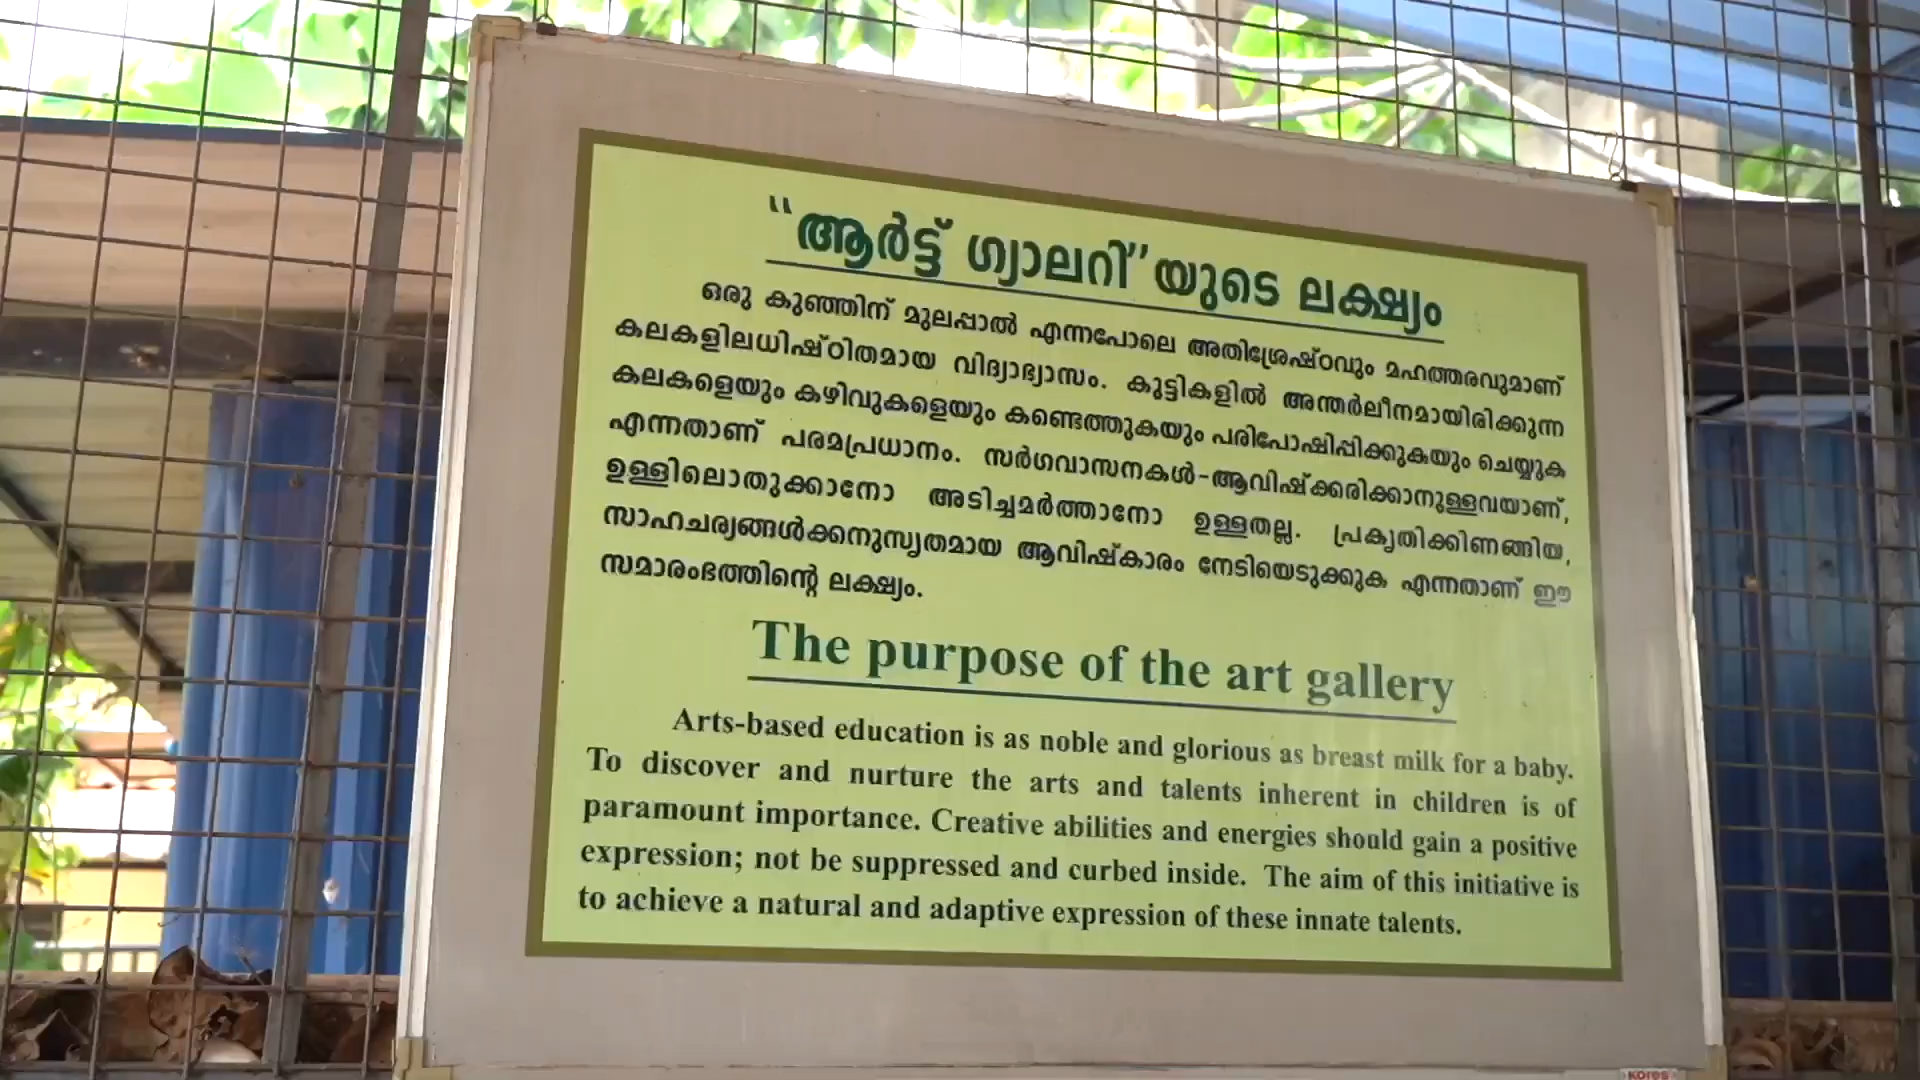 “ആർട്ട് ഗ്യാലറി”യുടെ ലക്ഷ്യം
ഒരു കുഞ്ഞിന് മുലപ്പാൽ എന്നപോലെ അതിശ്രേഷ്ഠവും മഹത്തരവുമാണ്
കലകളിലധിഷ്ഠിതമായ വിദ്യാഭ്യാസം. കുട്ടികളിൽ അന്തർലീനമായിരിക്കുന്ന
കലകളെയും കഴിവുകളെയും കണ്ടെത്തുകയും പരിപോഷിപ്പിക്കുകയും ചെയ്യുക
എന്നതാണ് പരമപ്രധാനം. സർഗവാസനകൾ-ആവിഷ്ക്കരിക്കാനുള്ളവയാണ്,
ഉള്ളിലൊതുക്കാനോ അടിച്ചമർത്താനോ ഉള്ളതല്ല. പ്രകൃതിക്കിണങ്ങിയ,
സാഹചര്യങ്ങൾക്കനുസൃതമായ ആവിഷ്കാരം നേടിയെടുക്കുക എന്നതാണ് ഈ
സമാരംഭത്തിന്റെ ലക്ഷ്യം.
The purpose of the art gallery
Arts-based education is as noble and glorious as breast milk for a baby.
To discover and nurture the arts and talents inherent in children is of
paramount importance. Creative abilities and energies should gain a positive
expression; not be suppressed and curbed inside. The aim of this initiative is
to achieve a natural and adaptive expression of these innate talents.
kores